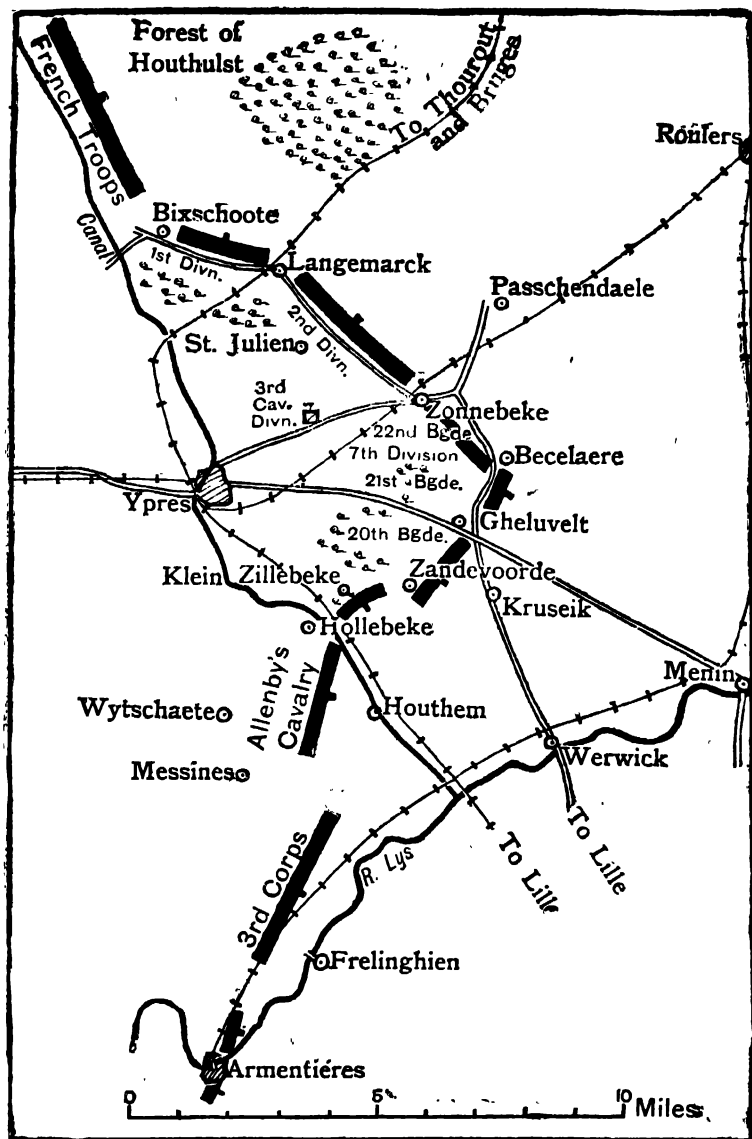 Forest of
Houthulst
French Troops
To Thourout
and Bruges
Roulers
Canal
Bixschoote
1st Divn.
Langemarck
Passchendaele
2nd Divn.
St. Julien
3rd
Cav.
Divn.
Zonnebeke
22nd Bgde
7th Division
Becelaere
21st Bgde.
Ypres
Gheluvelt
20th Bgde.
Klein Zillebeke
Zandevoorde
Kruseik
Hollebeke
Allenby's
Cavalry
Menin
Wytschaete
Houthem
Messines
Werwick
3rd Corps
R. Lys
To Lille
To Lille
Frelinghien
Armentiéres
0 5 10 Miles.